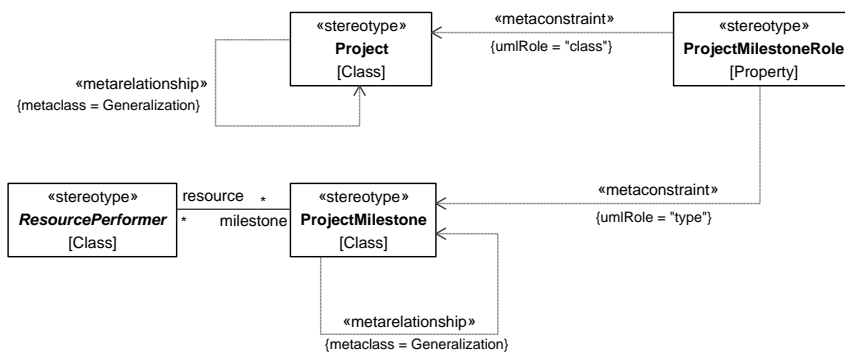 «stereotype»
Project
[Class]
«metaconstraint»
{umlRole = "class"}
«stereotype»
ProjectMilestoneRole
[Property]
«metarelationship»
{metaclass = Generalization}
«stereotype»
ResourcePerformer
[Class]
resource
*
*
milestone
«stereotype»
ProjectMilestone
[Class]
«metaconstraint»
{umlRole = "type"}
«metarelationship»
{metaclass = Generalization}